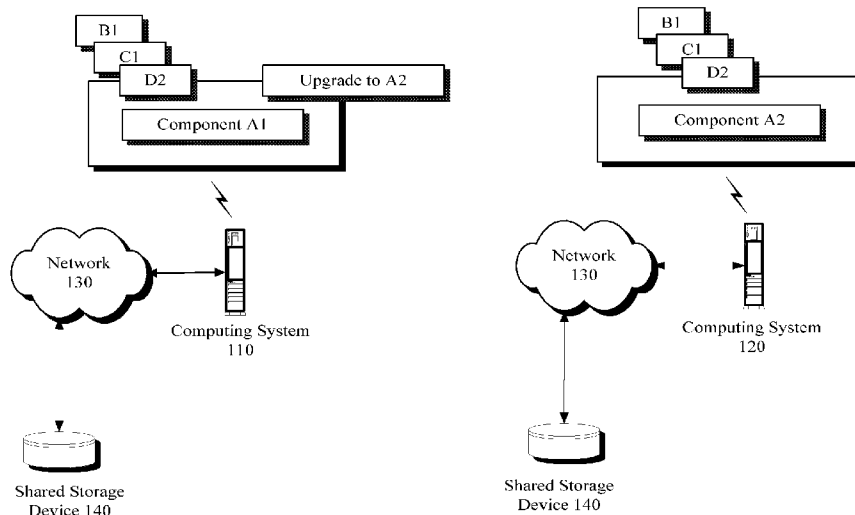 B1
C1
D2
Upgrade to A2
Component A1
Network
130
Computing System
110
Shared Storage
Device 140
B1
C1
D2
Component A2
Network
130
Computing System
120
Shared Storage
Device 140